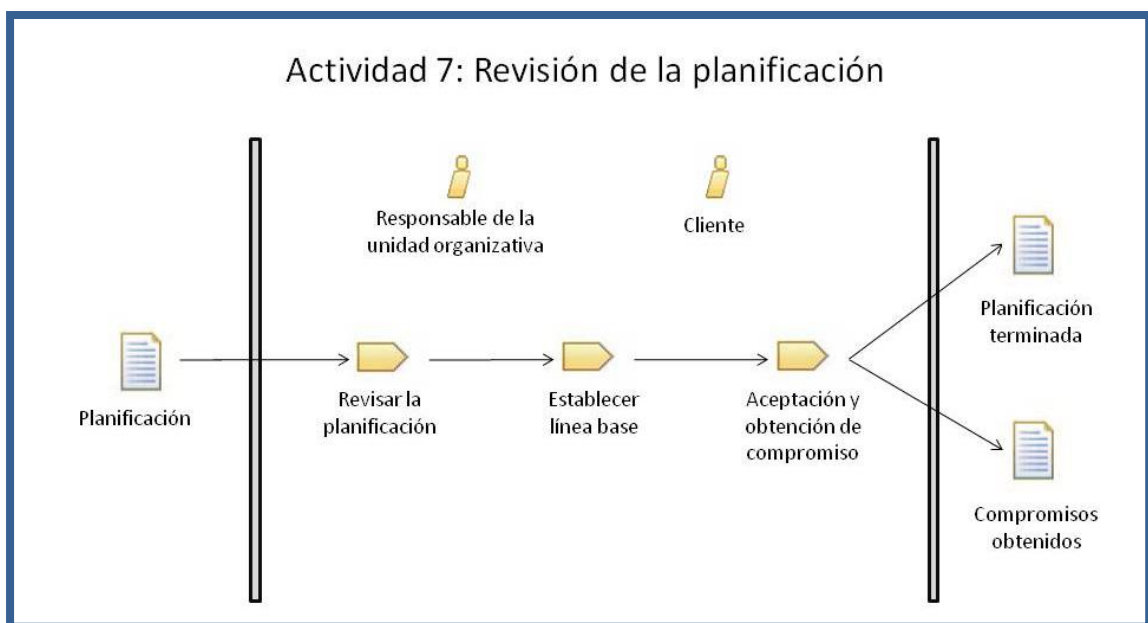 Actividad 7: Revisión de la planificación
Responsable de la
unidad organizativa
Cliente
Planificación
Revisar la
planificación
Establecer
línea base
Aceptación y
obtención de
compromiso
Planificación
terminada
Compromisos
obtenidos